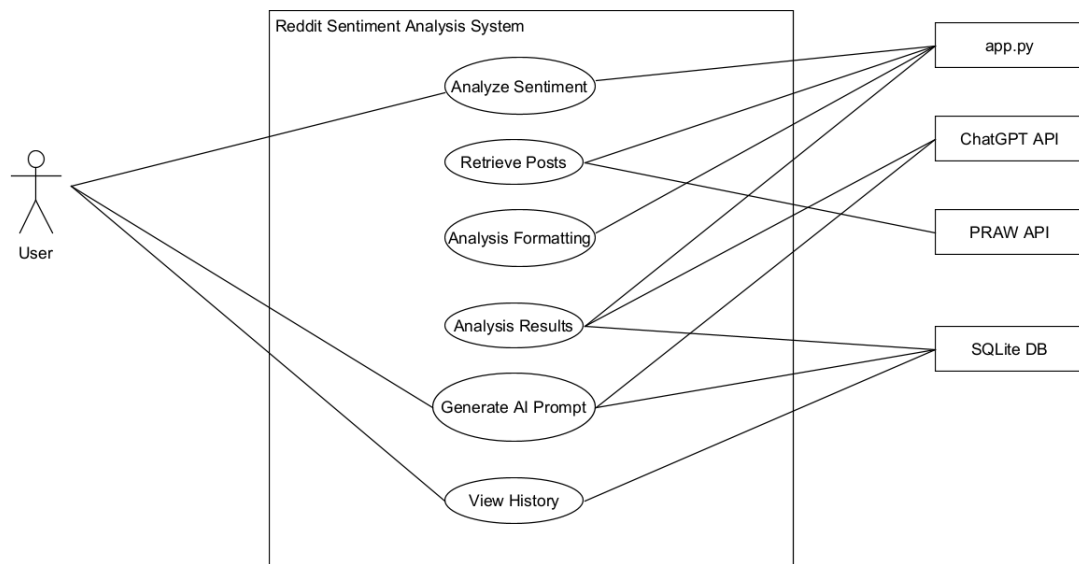 Reddit Sentiment Analysis System
app.py
Analyze Sentiment
ChatGPT API
Retrieve Posts
PRAW API
Analysis Formatting
User
Analysis Results
SQLite DB
Generate AI Prompt
View History